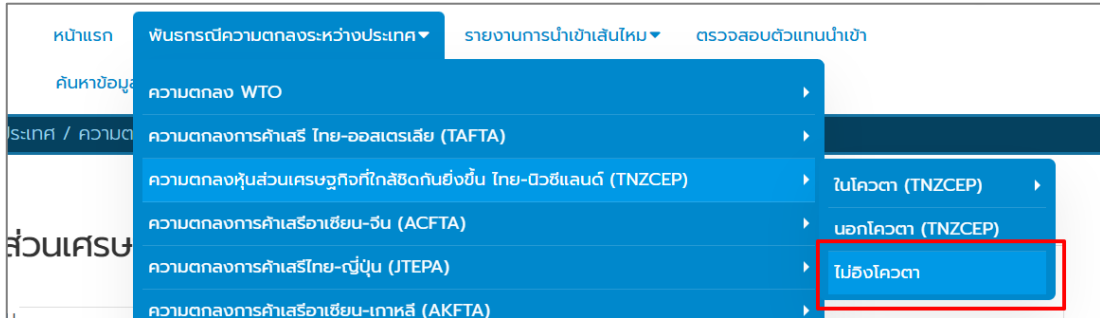 หน้าแรก พันธกรณีความตกลงระหว่างประเทศ▾ รายงานการนำเข้าเส้นไหม▾ ตรวจสอบตัวแทนนำเข้า
ค้นหาข้อมูล
ความตกลง WTO
ประเทศ / ความต
ความตกลงการค้าเสรี ไทย-ออสเตรเลีย (TAFTA)
ความตกลงหุ้นส่วนเศรษฐกิจที่ใกล้ชิดกันยิ่งขึ้น ไทย-นิวซีแลนด์ (TNZCEP)
ในโควตา (TNZCEP)
ความตกลงการค้าเสรีอาเซียน-จีน (ACFTA)
นอกโควตา (TNZCEP)
ส่วนเศรษ
ความตกลงการค้าเสรีไทย-ญี่ปุ่น (JTEPA)
ไม่อิงโควตา
ความตกลงการค้าเสรีอาเซียน-เกาหลี (AKFTA)